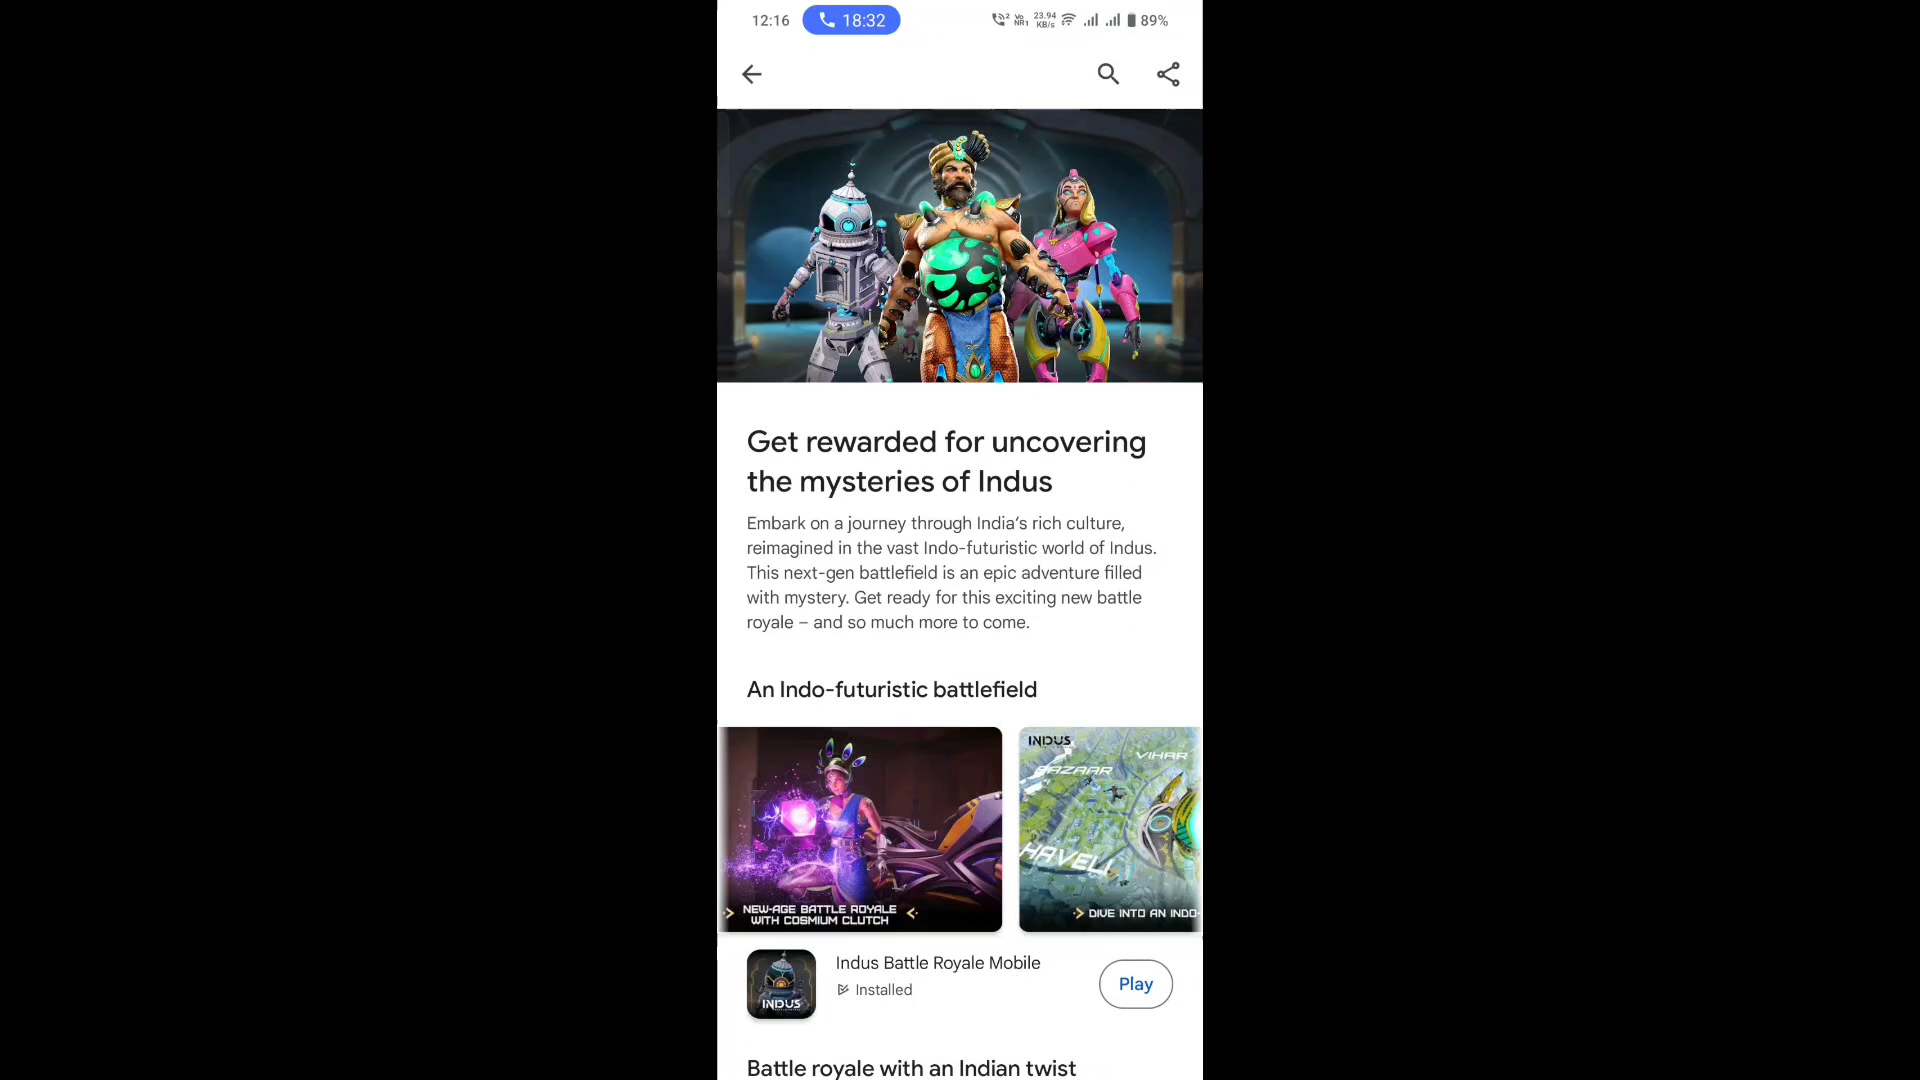 12:16 18:32 23.94 KB/s 89%
Get rewarded for uncovering
the mysteries of Indus
Embark on a journey through India's rich culture,
reimagined in the vast Indo-futuristic world of Indus.
This next-gen battlefield is an epic adventure filled
with mystery. Get ready for this exciting new battle
royale – and so much more to come.
An Indo-futuristic battlefield
NEW-AGE BATTLE ROYALE
WITH COSMIUM CLUTCH
INDUS
VIHAR
BAZAAR
HAVELI
DIVE INTO AN INDO-
INDUS
Indus Battle Royale Mobile
Installed
Play
Battle royale with an Indian twist